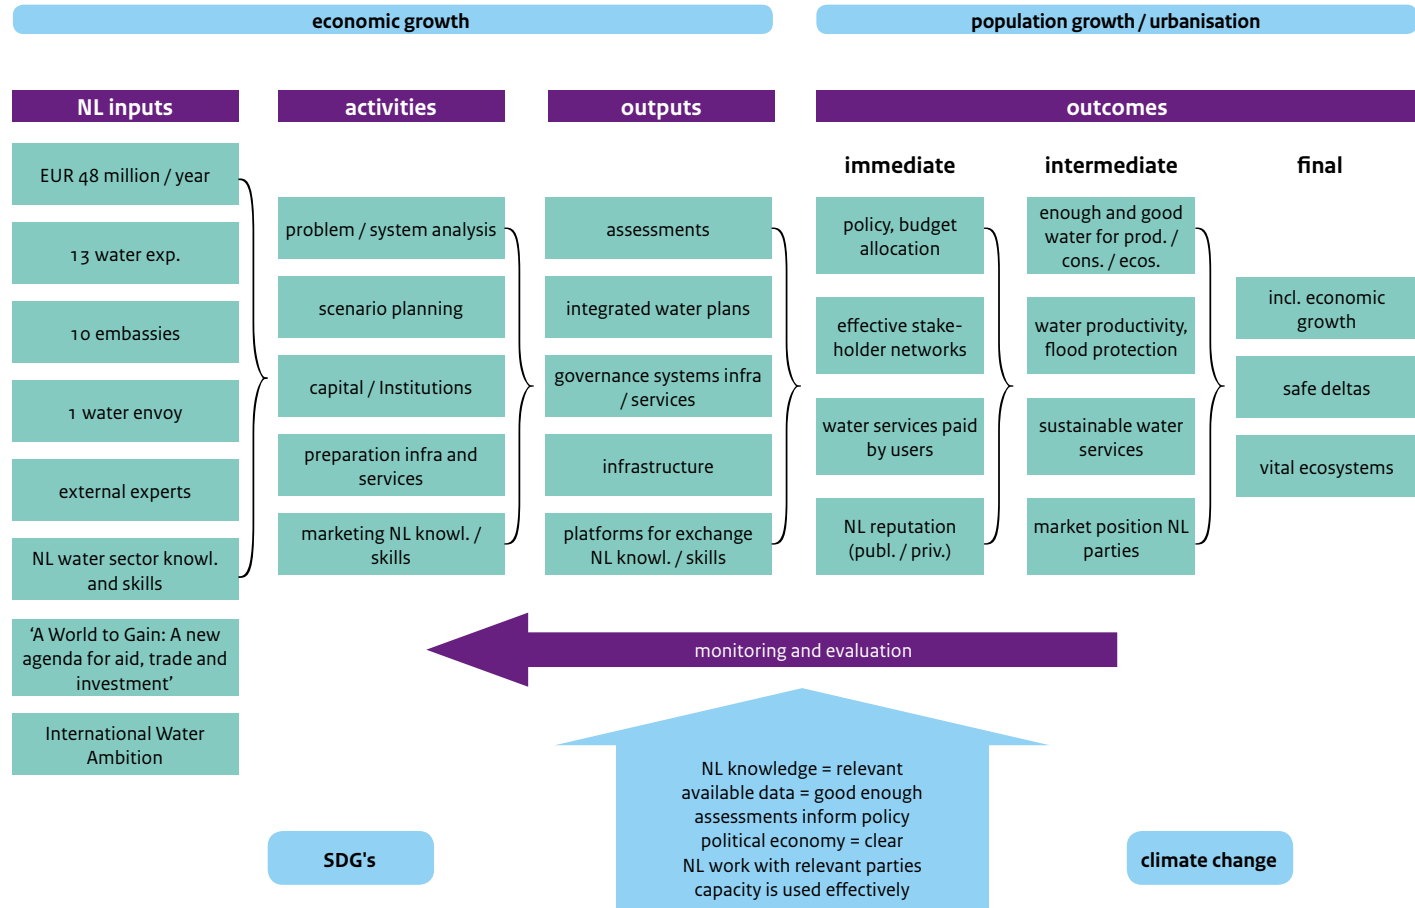 economic growth
population growth / urbanisation
NL inputs
activities
outputs
outcomes
immediate
intermediate
final
EUR 48 million / year
13 water exp.
10 embassies
1 water envoy
external experts
NL water sector knowl.
and skills
‘A World to Gain: A new
agenda for aid, trade and
investment’
International Water
Ambition
problem / system analysis
scenario planning
capital / Institutions
preparation infra and
services
marketing NL knowl. /
skills
assessments
integrated water plans
governance systems infra
/ services
infrastructure
platforms for exchange
NL knowl. / skills
policy, budget
allocation
effective stake-
holder networks
water services paid
by users
NL reputation
(publ. / priv.)
enough and good
water for prod. /
cons. / ecos.
water productivity,
flood protection
sustainable water
services
market position NL
parties
incl. economic
growth
safe deltas
vital ecosystems
monitoring and evaluation
NL knowledge = relevant
available data = good enough
assessments inform policy
political economy = clear
NL work with relevant parties
capacity is used effectively
SDG's
climate change